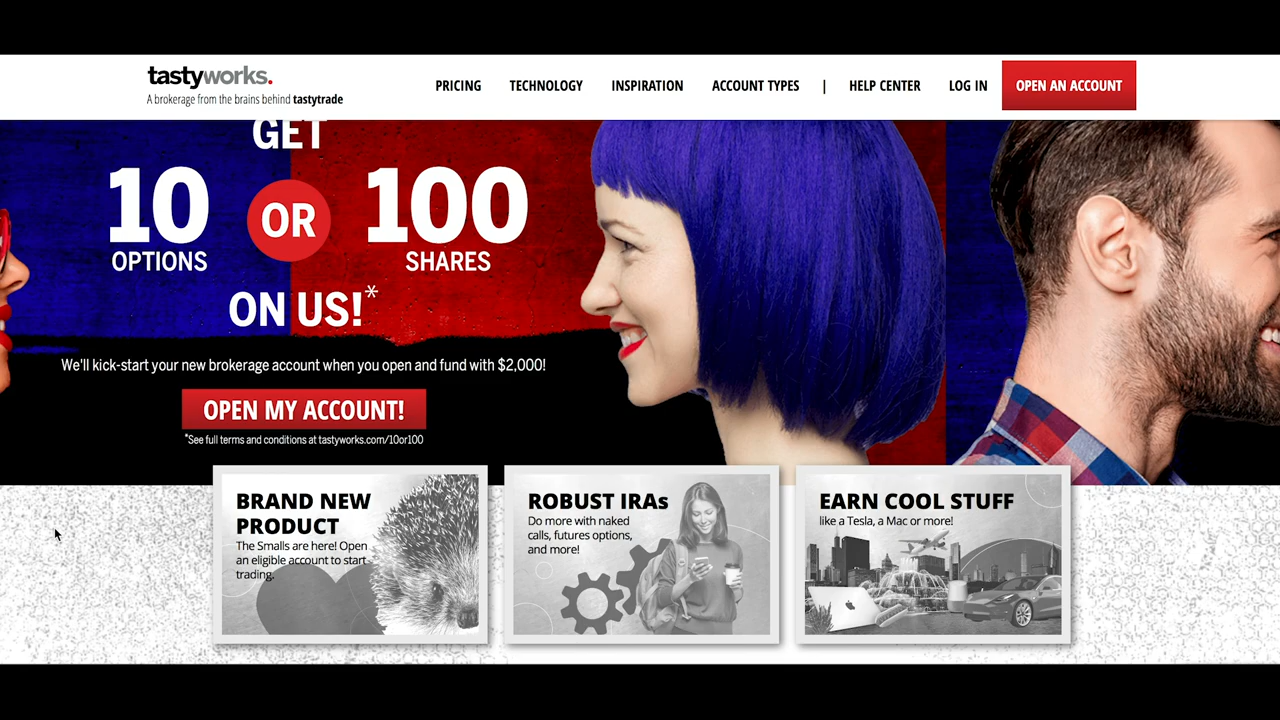 tastyworks.
A brokerage from the brains behind tastytrade
PRICING TECHNOLOGY INSPIRATION ACCOUNT TYPES | HELP CENTER LOG IN OPEN AN ACCOUNT
GET
10 OR 100
OPTIONS SHARES
ON US!*
We'll kick-start your new brokerage account when you open and fund with $2,000!
OPEN MY ACCOUNT!
*See full terms and conditions at tastyworks.com/10or100
BRAND NEW
PRODUCT
The Smalls are here! Open
an eligible account to start
trading.
ROBUST IRAs
Do more with naked
calls, futures options,
and more!
EARN COOL STUFF
like a Tesla, a Mac or more!